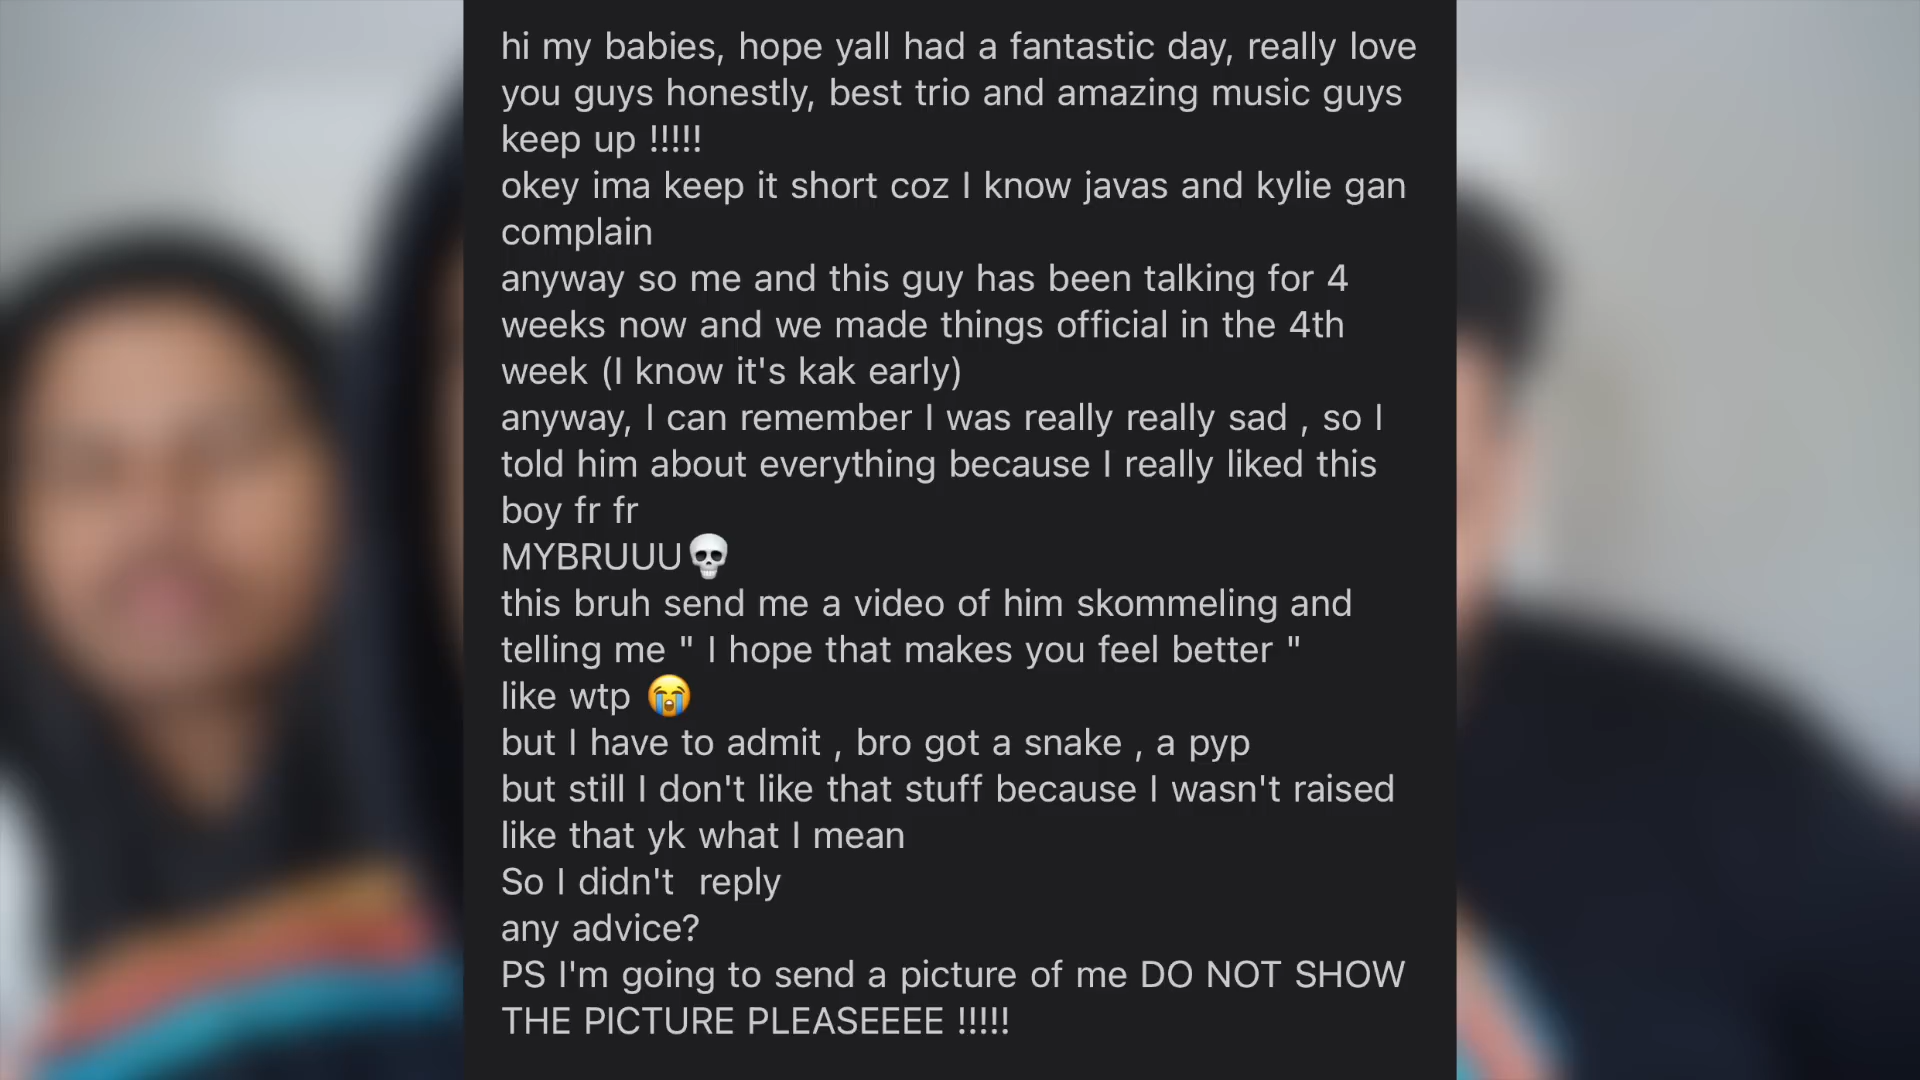 hi my babies, hope yall had a fantastic day, really love
you guys honestly, best trio and amazing music guys
keep up !!!!!
okey ima keep it short coz I know javas and kylie gan
complain
anyway so me and this guy has been talking for 4
weeks now and we made things official in the 4th
week (I know it's kak early)
anyway, I can remember I was really really sad , so I
told him about everything because I really liked this
boy fr fr
MYBRUUU💀
this bruh send me a video of him skommeling and
telling me " I hope that makes you feel better "
like wtp 😭
but I have to admit , bro got a snake , a pyp
but still I don't like that stuff because I wasn't raised
like that yk what I mean
So I didn't  reply
any advice?
PS I'm going to send a picture of me DO NOT SHOW
THE PICTURE PLEASEEEE !!!!!